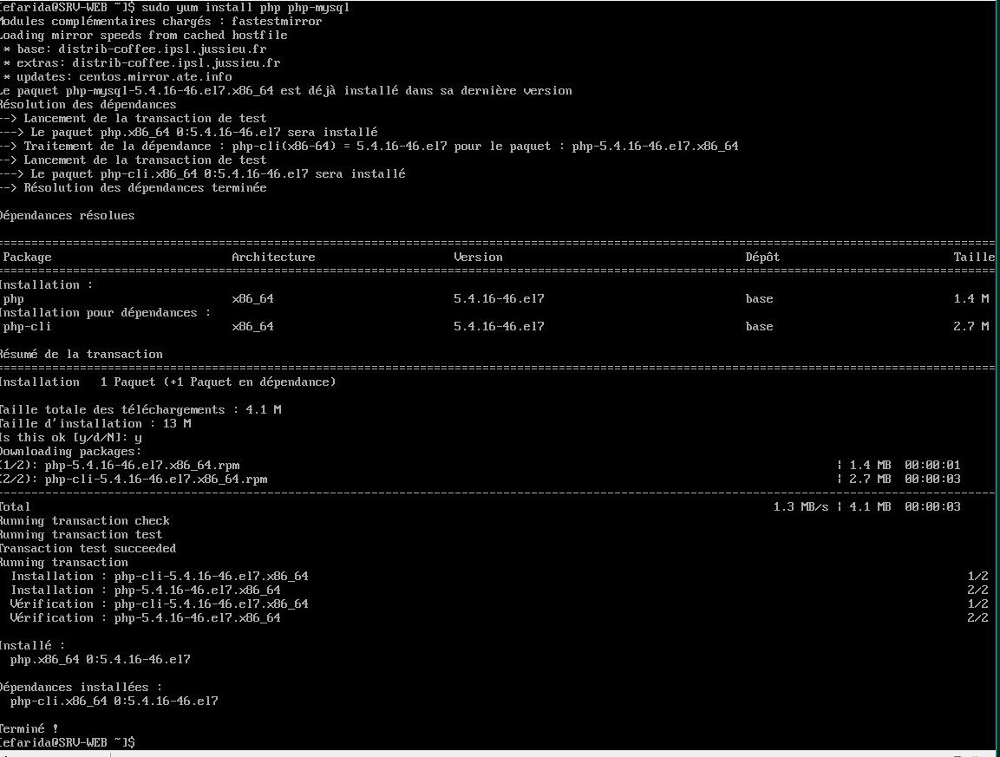 [efarida@SRV-WEB ~]$ sudo yum install php php-mysql
Modules complémentaires chargés : fastestmirror
Loading mirror speeds from cached hostfile
* base: distrib-coffee.ipsl.jussieu.fr
* extras: distrib-coffee.ipsl.jussieu.fr
* updates: centos.mirror.ate.info
Le paquet php-mysql-5.4.16-46.el7.x86_64 est déjà installé dans sa dernière version
Résolution des dépendances
--> Lancement de la transaction de test
---> Le paquet php.x86_64 0:5.4.16-46.el7 sera installé
--> Traitement de la dépendance : php-cli(x86-64) = 5.4.16-46.el7 pour le paquet : php-5.4.16-46.el7.x86_64
--> Lancement de la transaction de test
---> Le paquet php-cli.x86_64 0:5.4.16-46.el7 sera installé
--> Résolution des dépendances terminée
Dépendances résolues
Package Architecture Version Dépôt Taille
Installation :
php x86_64 5.4.16-46.el7 base 1.4 M
Installation pour dépendances :
php-cli x86_64 5.4.16-46.el7 base 2.7 M
Résumé de la transaction
Installation 1 Paquet (+1 Paquet en dépendance)
Taille totale des téléchargements : 4.1 M
Taille d'installation : 13 M
Is this ok [y/d/N]: y
Downloading packages:
(1/2): php-5.4.16-46.el7.x86_64.rpm | 1.4 MB 00:00:01
(2/2): php-cli-5.4.16-46.el7.x86_64.rpm | 2.7 MB 00:00:03
Total 1.3 MB/s | 4.1 MB 00:00:03
Running transaction check
Running transaction test
Transaction test succeeded
Running transaction
Installation : php-cli-5.4.16-46.el7.x86_64 1/2
Installation : php-5.4.16-46.el7.x86_64 2/2
Vérification : php-cli-5.4.16-46.el7.x86_64 1/2
Vérification : php-5.4.16-46.el7.x86_64 2/2
Installé :
php.x86_64 0:5.4.16-46.el7
Dépendances installées :
php-cli.x86_64 0:5.4.16-46.el7
Terminé !
[efarida@SRV-WEB ~]$